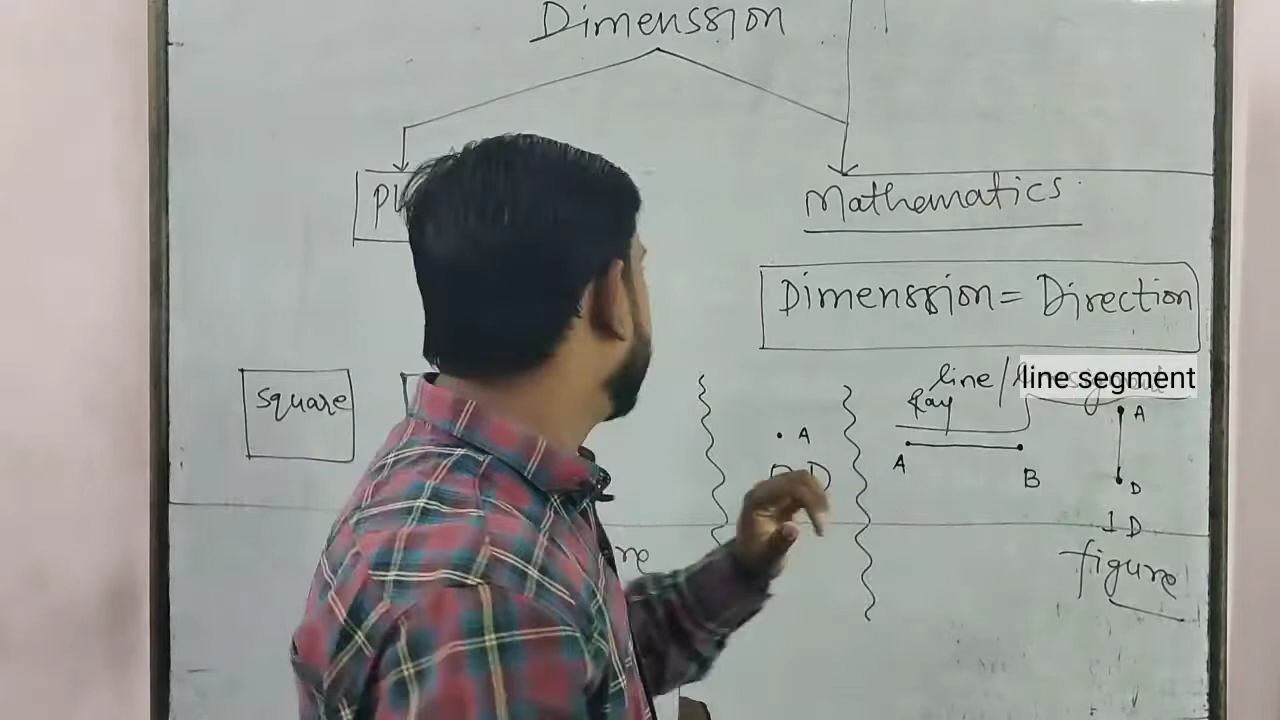 Dimenssion
Mathematics
Dimenssion = Direction
line / line segment
Ray
square
A
A
A
B
D
1 D
figure